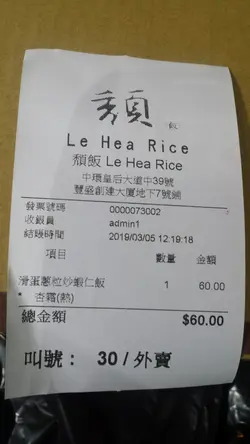 頛 飯
Le Hea Rice
頛飯 Le Hea Rice
中環皇后大道中39號
豐盛創建大廈地下7號舖
發票號碼 0000073002
收銀員 admin1
結賬時間 2019/03/05 12:19:18
項目 數量 金額
滑蛋蔥粒炒蝦仁飯 1 60.00
杏霜(熱)
總金額 $60.00
叫號： 30 / 外賣